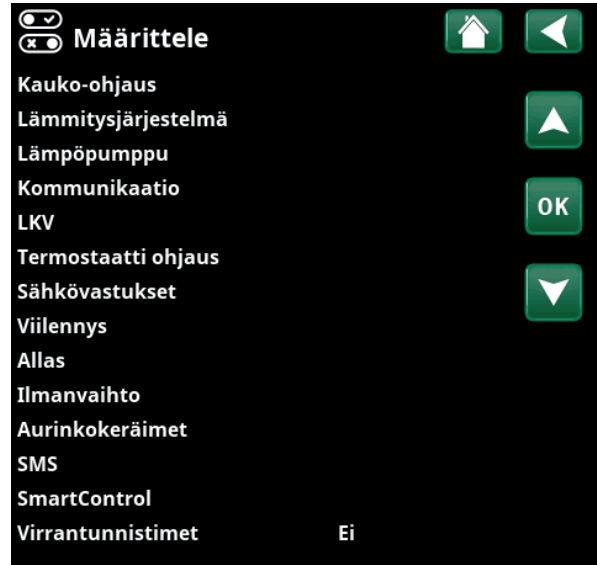 Määrittele
Kauko-ohjaus
Lämmitysjärjestelmä
Lämpöpumppu
Kommunikaatio
OK
LKV
Termostaatti ohjaus
Sähkövastukset
Viilennys
Allas
Ilmanvaihto
Aurinkokeräimet
SMS
SmartControl
Virrantunnistimet Ei